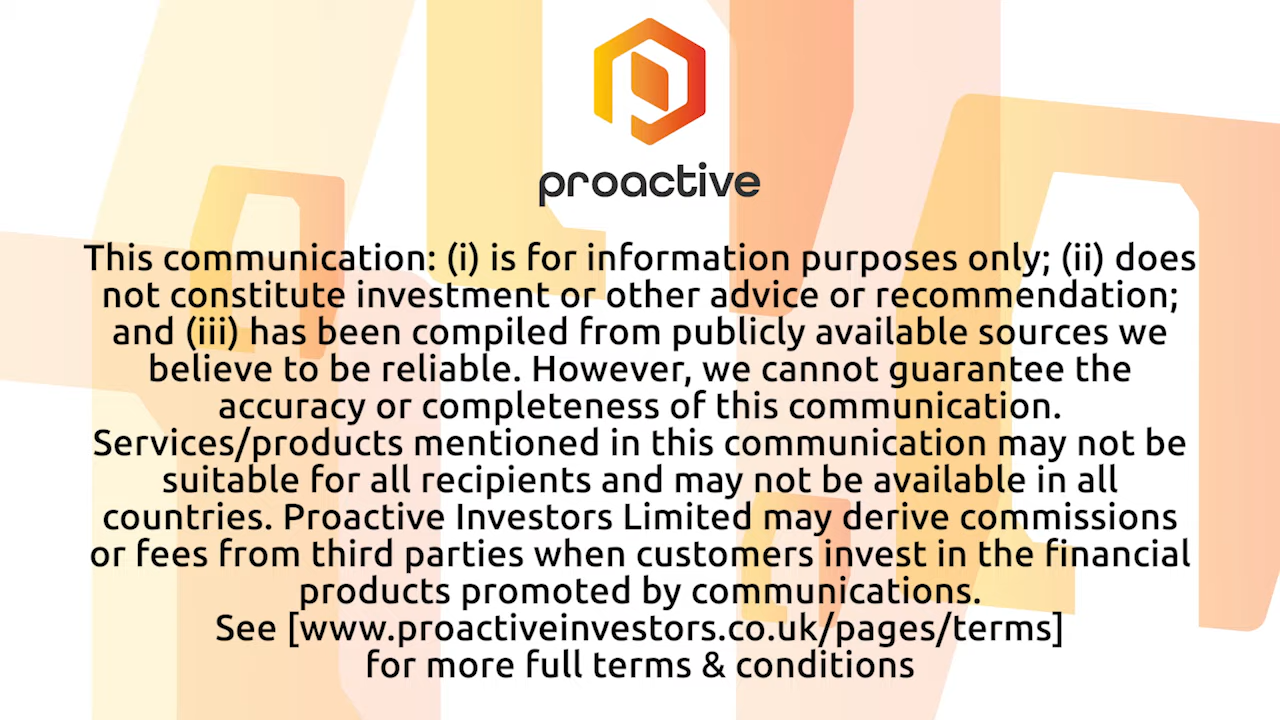 proactive
This communication: (i) is for information purposes only; (ii) does
not constitute investment or other advice or recommendation;
and (iii) has been compiled from publicly available sources we
believe to be reliable. However, we cannot guarantee the
accuracy or completeness of this communication.
Services/products mentioned in this communication may not be
suitable for all recipients and may not be available in all
countries. Proactive Investors Limited may derive commissions
or fees from third parties when customers invest in the financial
products promoted by communications.
See [www.proactiveinvestors.co.uk/pages/terms]
for more full terms & conditions